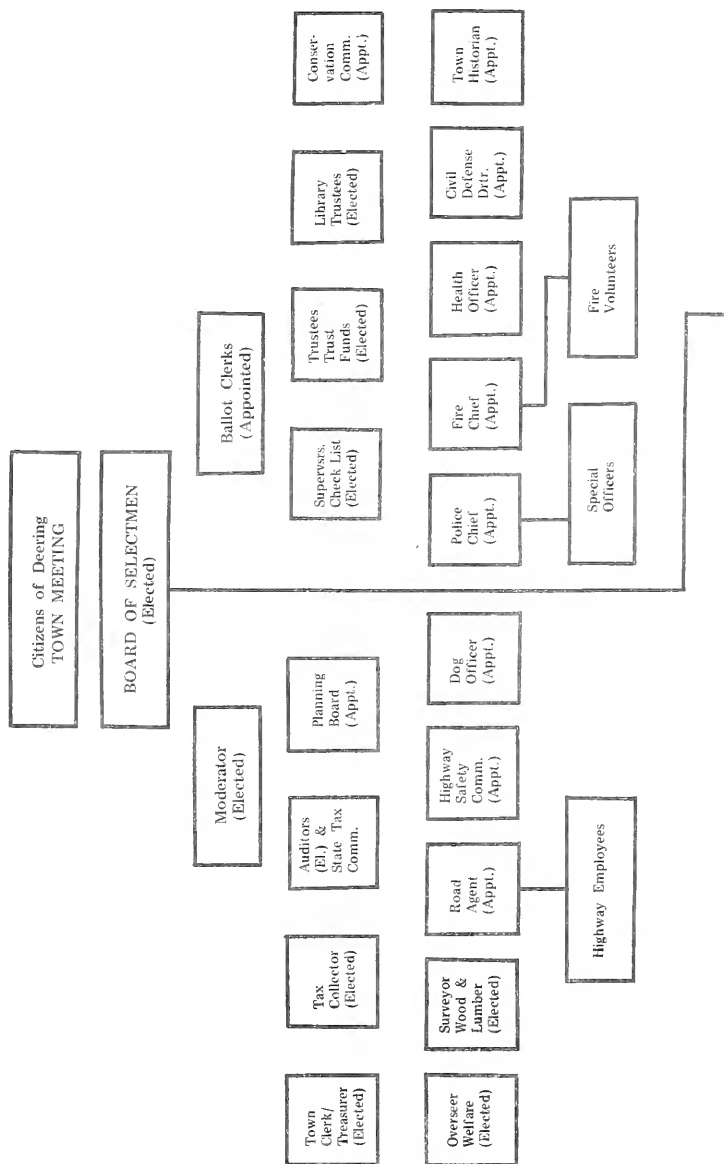 Citizens of Deering
TOWN MEETING
BOARD OF SELECTMEN
(Elected)
Moderator
(Elected)
Ballot Clerks
(Appointed)
Town
Clerk/
Treasurer
(Elected)
Tax
Collector
(Elected)
Auditors
(El.) &
State Tax
Comm.
Planning
Board
(Appt.)
Supervsrs.
Check List
(Elected)
Trustees
Trust
Funds
(Elected)
Library
Trustees
(Elected)
Conser-
vation
Comm.
(Appt.)
Overseer
Welfare
(Elected)
Surveyor
Wood &
Lumber
(Elected)
Road
Agent
(Appt.)
Highway
Safety
Comm.
(Appt.)
Dog
Officer
(Appt.)
Police
Chief
(Appt.)
Fire
Chief
(Appt.)
Health
Officer
(Appt.)
Civil
Defense
Drtr.
(Appt.)
Town
Historian
(Appt.)
Highway Employees
Special
Officers
Fire
Volunteers